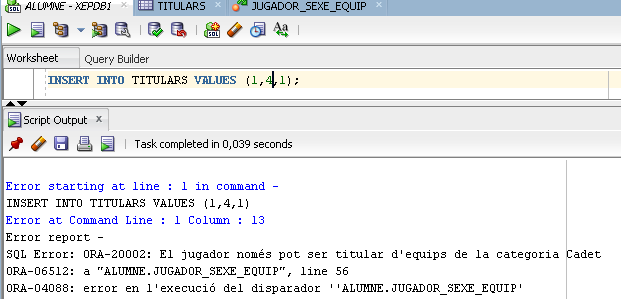 ALUMNE - XEPDB1 TITULARS JUGADOR_SEXE_EQUIP
Worksheet Query Builder
INSERT INTO TITULARS VALUES (1,4,1);
Script Output x
Task completed in 0,039 seconds
Error starting at line : 1 in command -
INSERT INTO TITULARS VALUES (1,4,1)
Error at Command Line : 1 Column : 13
Error report -
SQL Error: ORA-20002: El jugador només pot ser titular d'equips de la categoria Cadet
ORA-06512: a "ALUMNE.JUGADOR_SEXE_EQUIP", line 56
ORA-04088: error en l'execució del disparador ''ALUMNE.JUGADOR_SEXE_EQUIP'